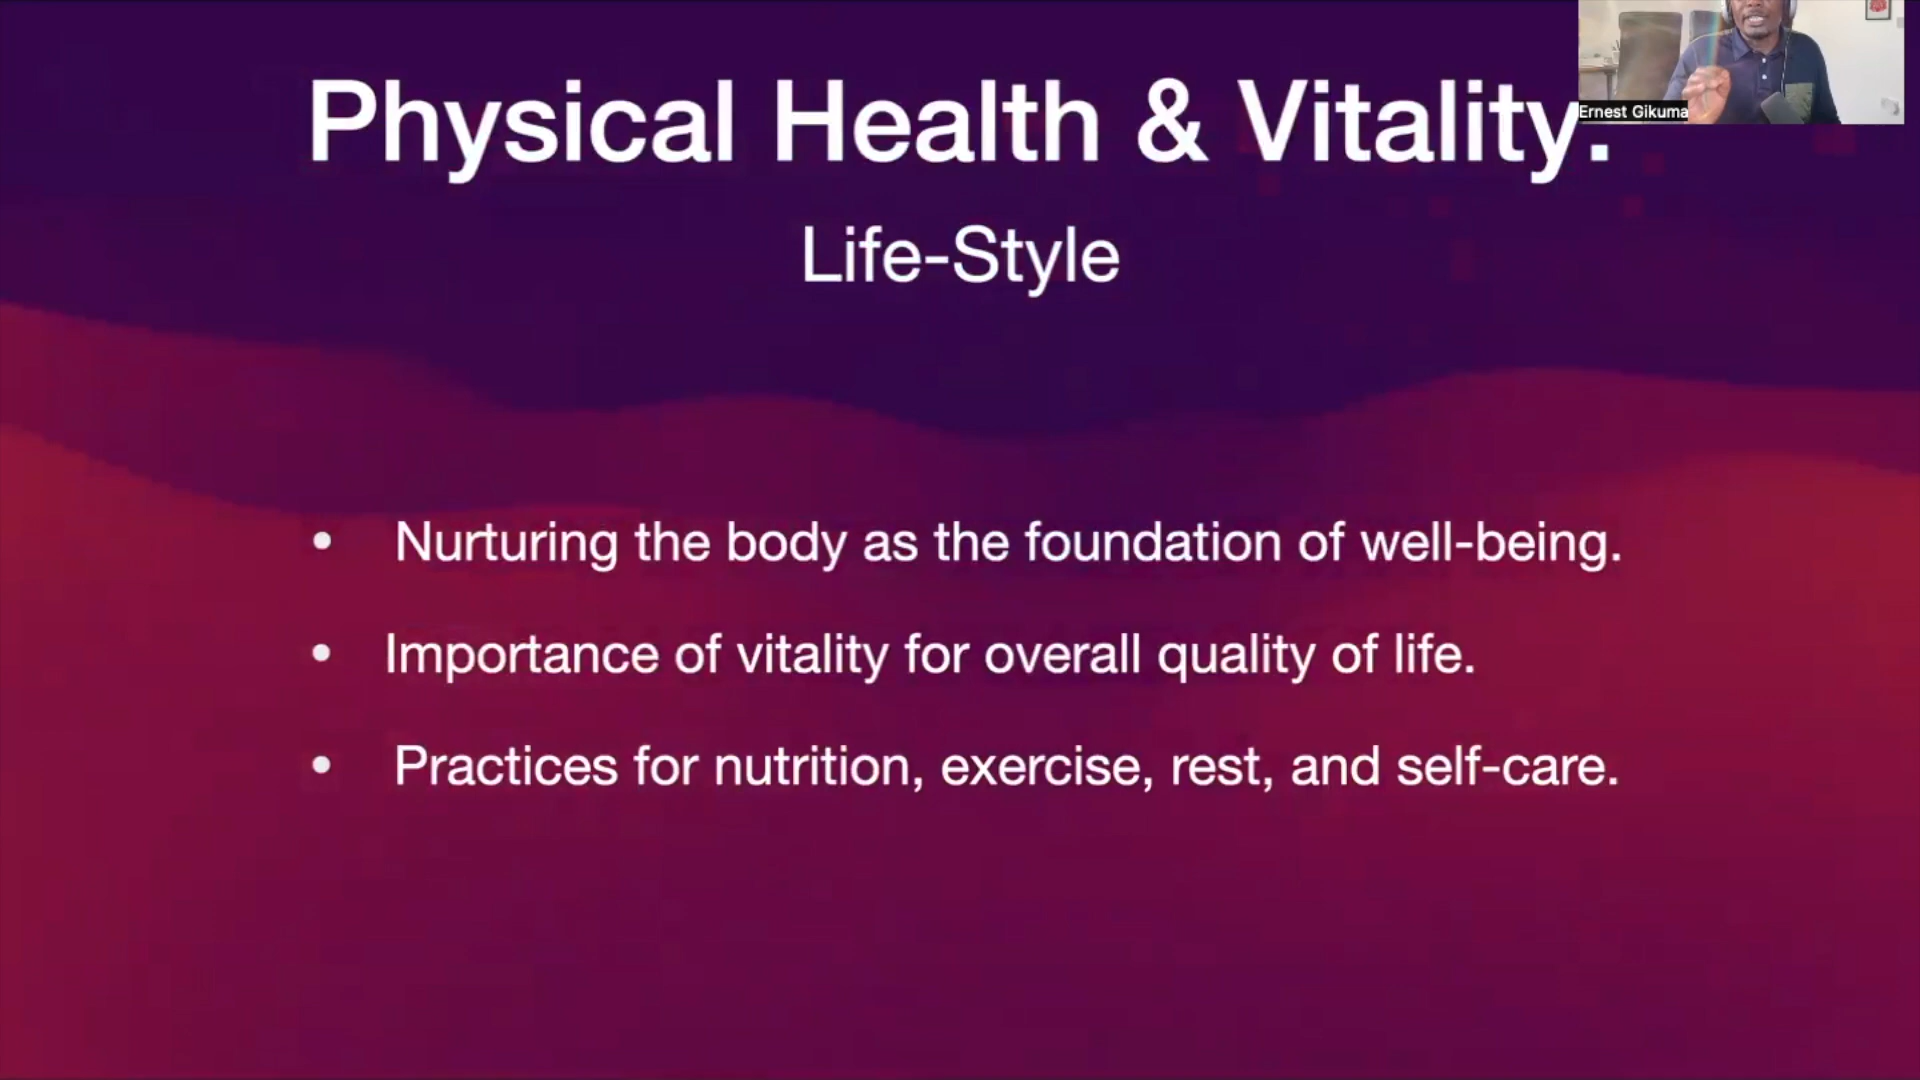 Physical Health & Vitality.
Ernest Gikuma
Life-Style
• Nurturing the body as the foundation of well-being.
• Importance of vitality for overall quality of life.
• Practices for nutrition, exercise, rest, and self-care.